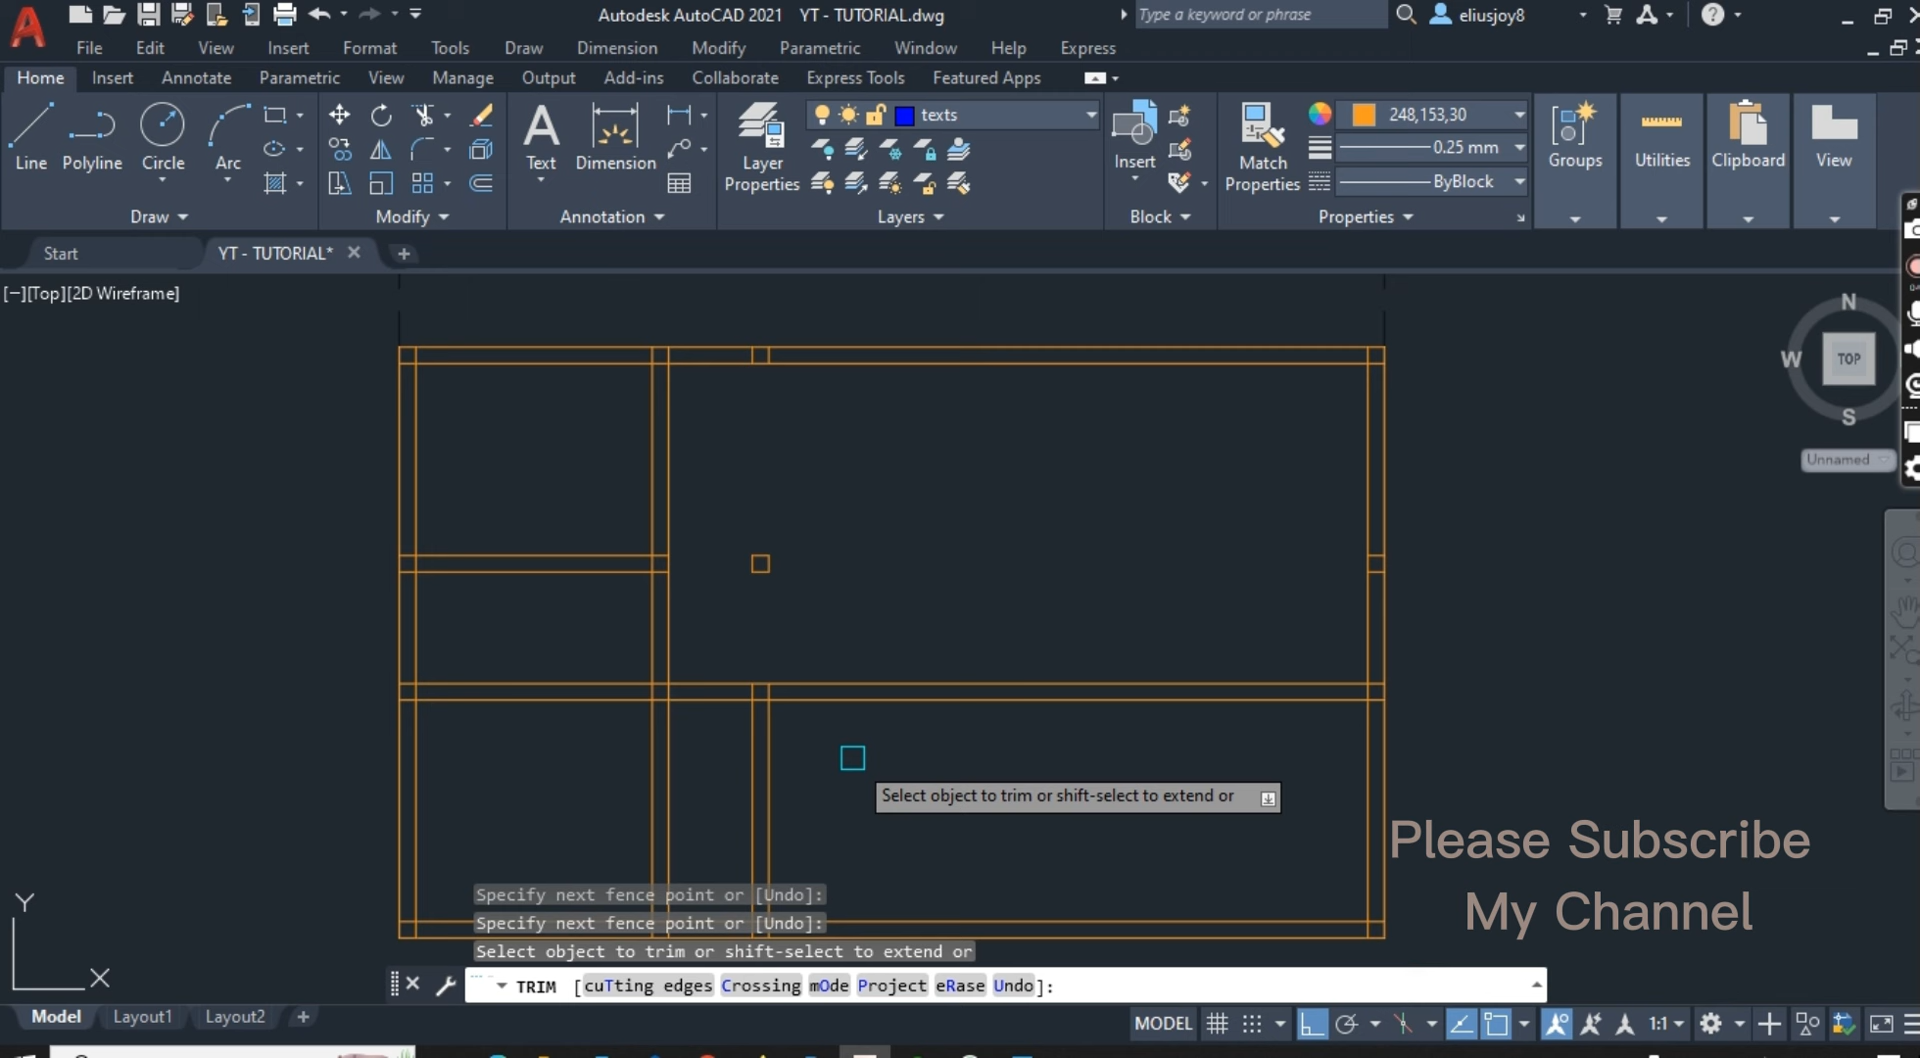 Autodesk AutoCAD 2021 YT - TUTORIAL.dwg
Type a keyword or phrase
eliusjoy8
File Edit View Insert Format Tools Draw Dimension Modify Parametric Window Help Express
Home Insert Annotate Parametric View Manage Output Add-ins Collaborate Express Tools Featured Apps
Line Polyline Circle Arc
Text Dimension
Layer Properties
texts
Insert
Match Properties
248,153,30
0.25 mm
ByBlock
Groups Utilities Clipboard View
Draw Modify Annotation Layers Block Properties
Start YT - TUTORIAL*
[−][Top][2D Wireframe]
N
W TOP
S
Unnamed
Select object to trim or shift-select to extend or
Please Subscribe
My Channel
Specify next fence point or [Undo]:
Specify next fence point or [Undo]:
Select object to trim or shift-select to extend or
TRIM [cuTting edges Crossing mOde Project eRase Undo]:
Y
X
Model Layout1 Layout2
MODEL 1:1